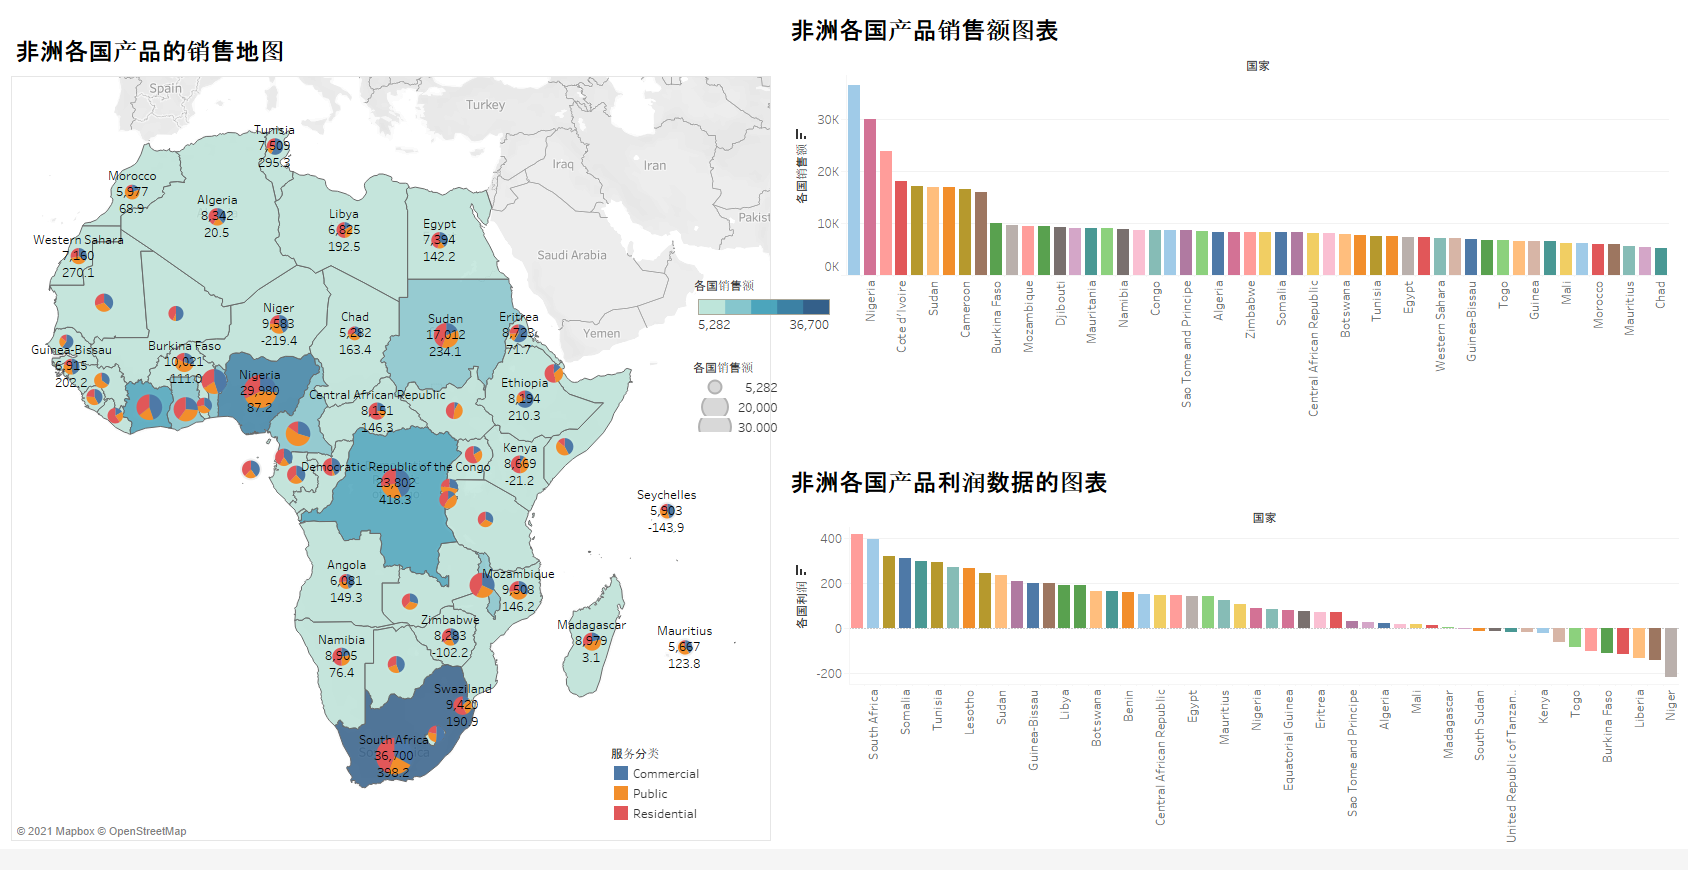 非洲各国产品的销售地图
Spain
Turkey
Iraq
Iran
Pakist
Saudi Arabia
Yemen
Tunisia
7,509
295.3
Morocco
5,977
68.9
Algeria
8,342
20.5
Libya
6,825
192.5
Egypt
7,394
142.2
Western Sahara
7,160
270.1
Niger
9,583
-219.4
Chad
5,282
163.4
Sudan
17,012
234.1
Eritrea
8,723
71.7
Guinea-Bissau
6,915
202.2
Burkina Faso
10,021
-111.0
Nigeria
29,980
87.2
Central African Republic
8,151
146.3
Ethiopia
8,194
210.3
Democratic Republic of the Congo
23,802
418.3
Kenya
8,669
-21.2
Seychelles
5,903
-143.9
Angola
6,081
149.3
Mozambique
9,508
146.2
Zimbabwe
8,283
-102.2
Namibia
8,905
76.4
Madagascar
8,979
3.1
Mauritius
5,667
123.8
Swaziland
9,420
190.9
South Africa
36,700
398.2
各国销售额
5,282
36,700
各国销售额
5,282
20,000
30,000
服务分类
Commercial
Public
Residential
© 2021 Mapbox © OpenStreetMap
非洲各国产品销售额图表
国家
各国销售额
30K
20K
10K
0K
Nigeria
Cote d'Ivoire
Sudan
Cameroon
Burkina Faso
Mozambique
Djibouti
Mauritania
Namibia
Congo
Sao Tome and Principe
Algeria
Zimbabwe
Somalia
Central African Republic
Botswana
Tunisia
Egypt
Western Sahara
Guinea-Bissau
Togo
Guinea
Mali
Morocco
Mauritius
Chad
非洲各国产品利润数据的图表
国家
各国利润
400
200
0
-200
South Africa
Somalia
Tunisia
Lesotho
Sudan
Guinea-Bissau
Libya
Botswana
Benin
Central African Republic
Egypt
Mauritius
Nigeria
Equatorial Guinea
Eritrea
Sao Tome and Principe
Algeria
Mali
Madagascar
South Sudan
United Republic of Tanzan..
Kenya
Togo
Burkina Faso
Liberia
Niger